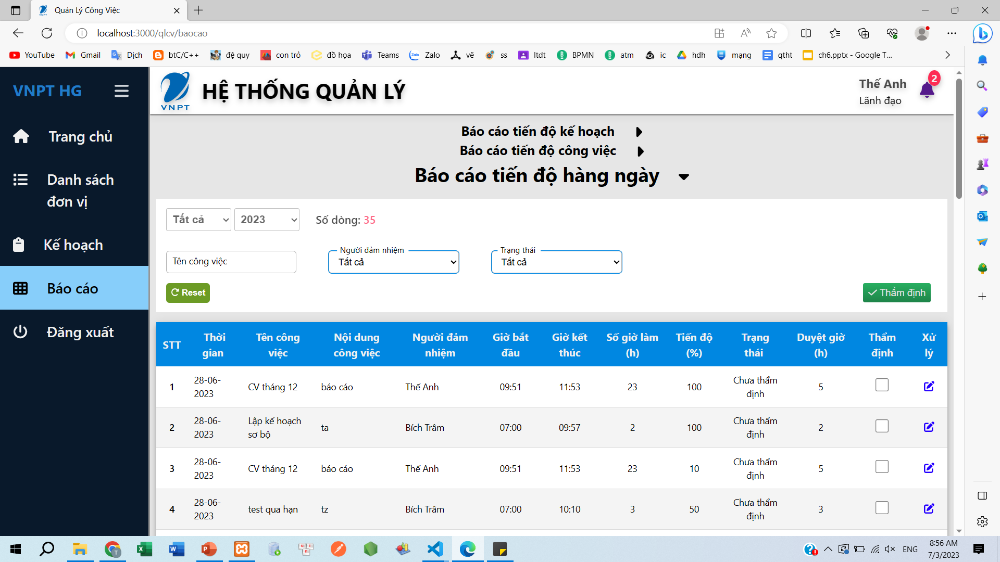 Quản Lý Công Việc
localhost:3000/qlcv/baocao
YouTube Gmail Dịch btC/C++ đệ quy con trỏ đồ họa Teams Zalo vẽ ss ltdt BPMN atm ic hdh mạng qtht ch6.pptx - Google T...
VNPT HG
VNPT
HỆ THỐNG QUẢN LÝ
Thế Anh
Lãnh đạo
2
Trang chủ
Danh sách
đơn vị
Kế hoạch
Báo cáo
Đăng xuất
Báo cáo tiến độ kế hoạch
Báo cáo tiến độ công việc
Báo cáo tiến độ hàng ngày
Tất cả 2023 Số dòng: 35
Tên công việc
Người đảm nhiệm
Tất cả
Trạng thái
Tất cả
Reset
Thẩm định
STT Thời gian Tên công việc Nội dung công việc Người đảm nhiệm Giờ bắt đầu Giờ kết thúc Số giờ làm (h) Tiến độ (%) Trạng thái Duyệt giờ (h) Thẩm định Xử lý
1 28-06-2023 CV tháng 12 báo cáo Thế Anh 09:51 11:53 23 100 Chưa thẩm định 5
2 28-06-2023 Lập kế hoạch sơ bộ ta Bích Trâm 07:00 09:57 2 100 Chưa thẩm định 2
3 28-06-2023 CV tháng 12 báo cáo Thế Anh 09:51 11:53 23 10 Chưa thẩm định 5
4 28-06-2023 test qua hạn tz Bích Trâm 07:00 10:10 3 50 Chưa thẩm định 3
ENG
8:56 AM
7/3/2023